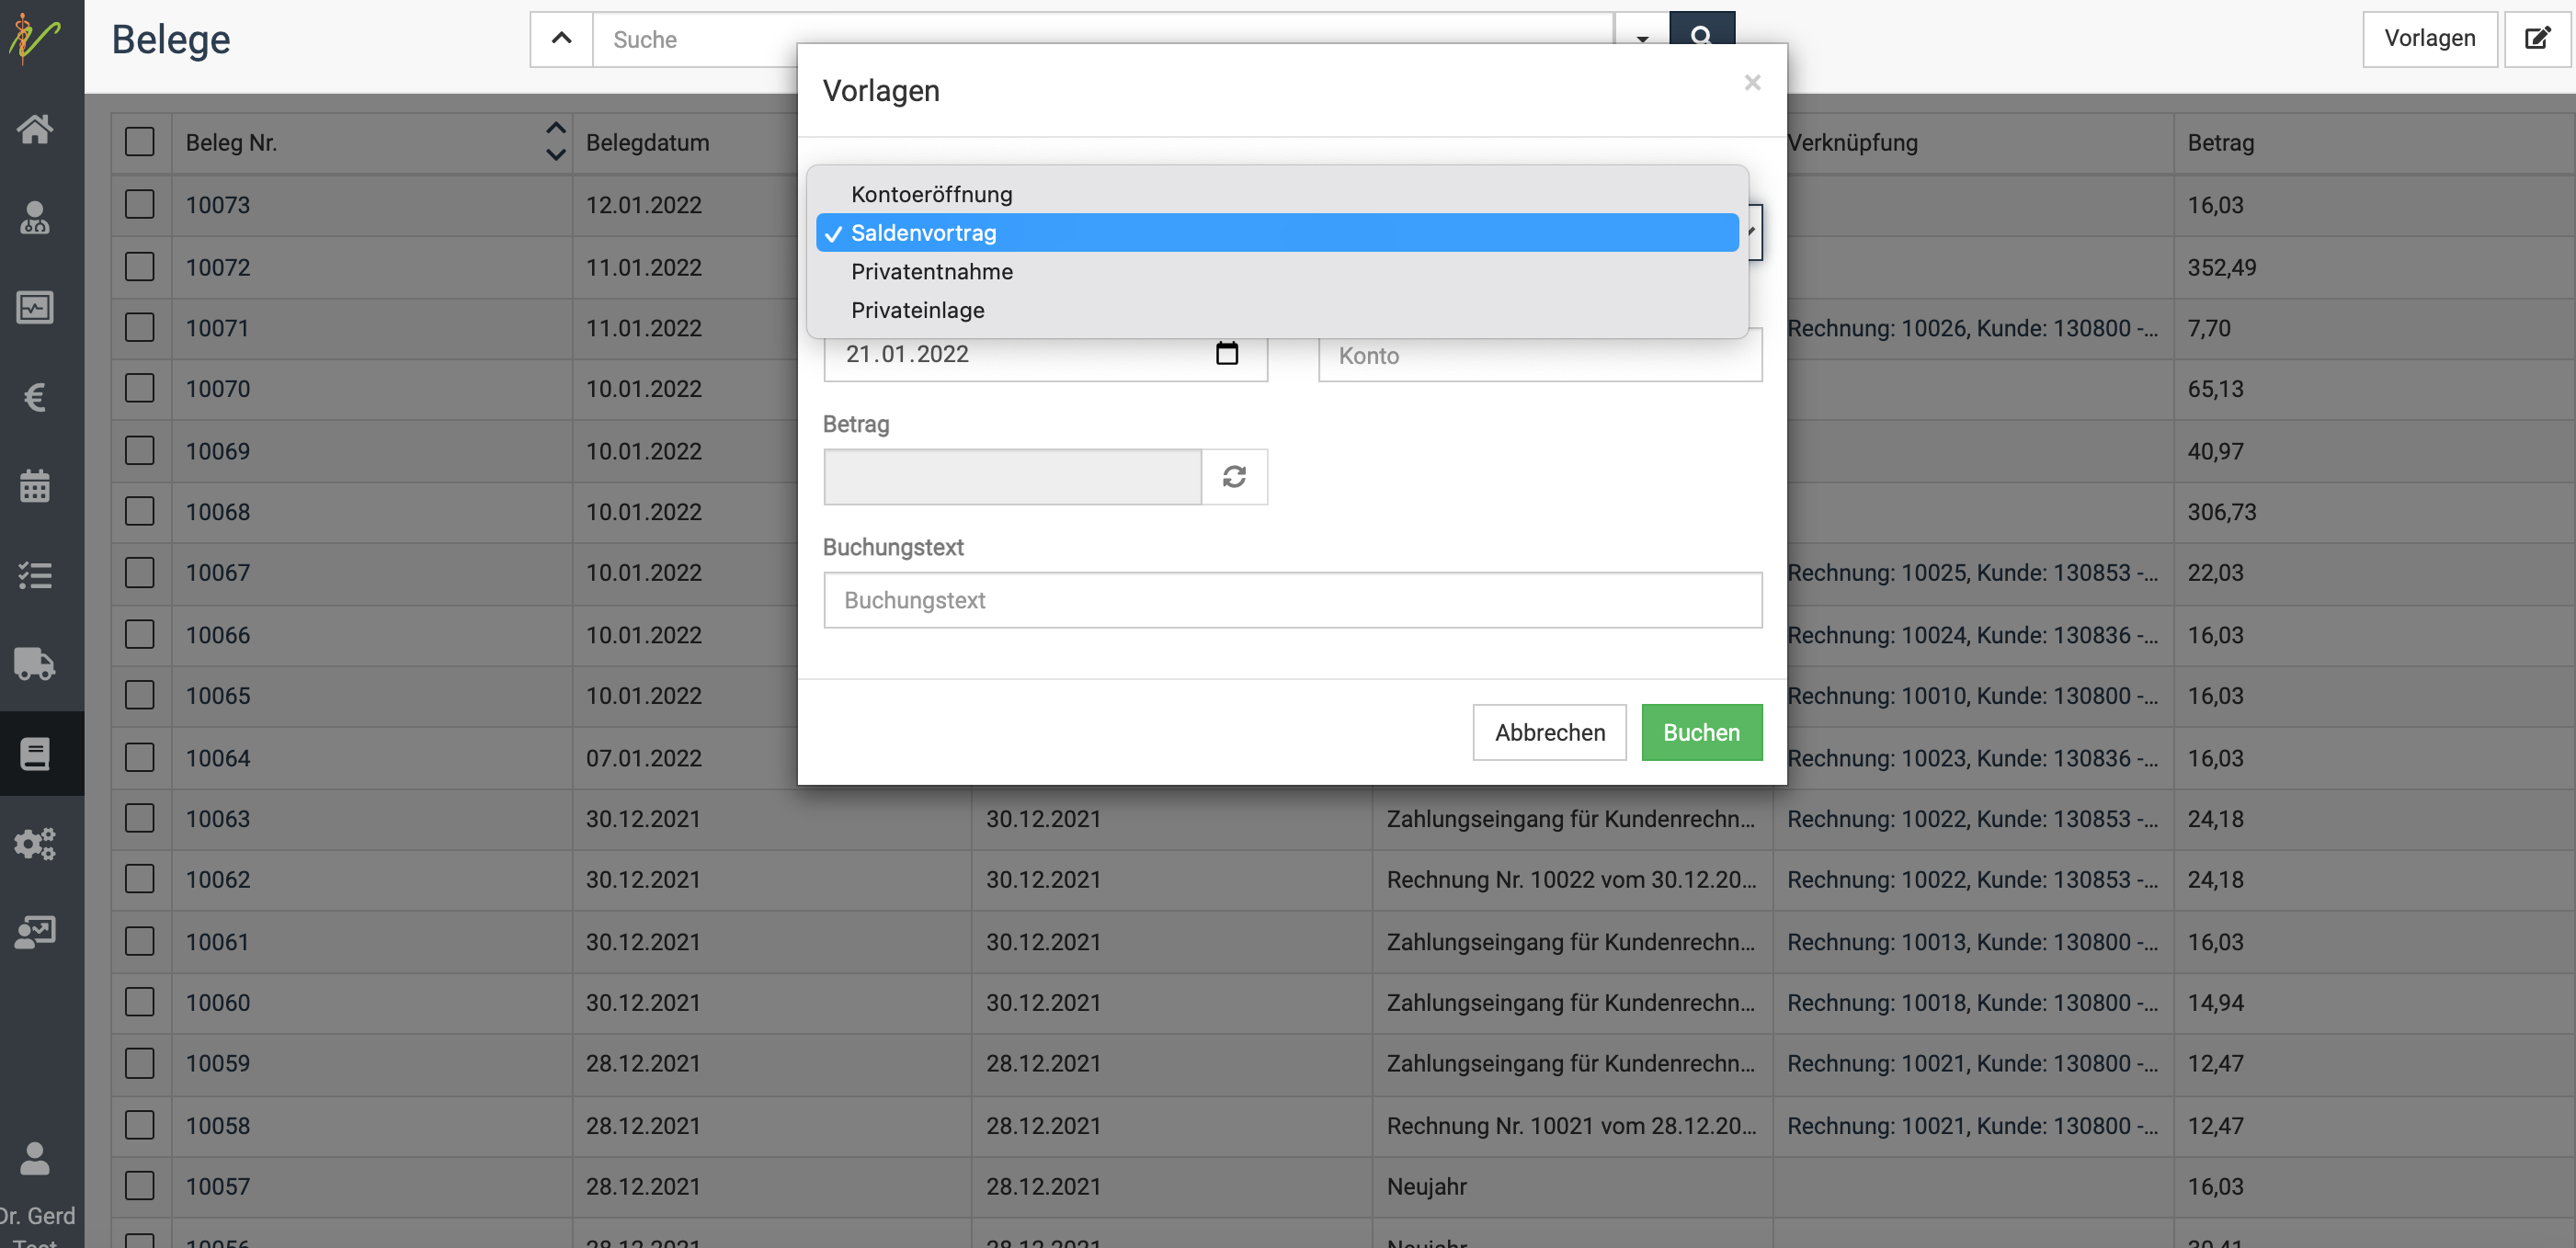 Belege
Suche
Vorlagen
Vorlagen
×
Kontoeröffnung
Saldenvortrag
Privatentnahme
Privateinlage
21.01.2022
Konto
Betrag
Buchungstext
Buchungstext
Abbrechen
Buchen
Beleg Nr. Belegdatum Verknüpfung Betrag
10073 12.01.2022 16,03
10072 11.01.2022 352,49
10071 11.01.2022 Rechnung: 10026, Kunde: 130800 -... 7,70
10070 10.01.2022 65,13
10069 10.01.2022 40,97
10068 10.01.2022 306,73
10067 10.01.2022 Rechnung: 10025, Kunde: 130853 -... 22,03
10066 10.01.2022 Rechnung: 10024, Kunde: 130836 -... 16,03
10065 10.01.2022 Rechnung: 10010, Kunde: 130800 -... 16,03
10064 07.01.2022 Rechnung: 10023, Kunde: 130836 -... 16,03
10063 30.12.2021 30.12.2021 Zahlungseingang für Kundenrechn... Rechnung: 10022, Kunde: 130853 -... 24,18
10062 30.12.2021 30.12.2021 Rechnung Nr. 10022 vom 30.12.20... Rechnung: 10022, Kunde: 130853 -... 24,18
10061 30.12.2021 30.12.2021 Zahlungseingang für Kundenrechn... Rechnung: 10013, Kunde: 130800 -... 16,03
10060 30.12.2021 30.12.2021 Zahlungseingang für Kundenrechn... Rechnung: 10018, Kunde: 130800 -... 14,94
10059 28.12.2021 28.12.2021 Zahlungseingang für Kundenrechn... Rechnung: 10021, Kunde: 130800 -... 12,47
10058 28.12.2021 28.12.2021 Rechnung Nr. 10021 vom 28.12.20... Rechnung: 10021, Kunde: 130800 -... 12,47
10057 28.12.2021 28.12.2021 Neujahr 16,03
10056 28.12.2021 28.12.2021 Neujahr 30,41
Dr. Gerd
Test